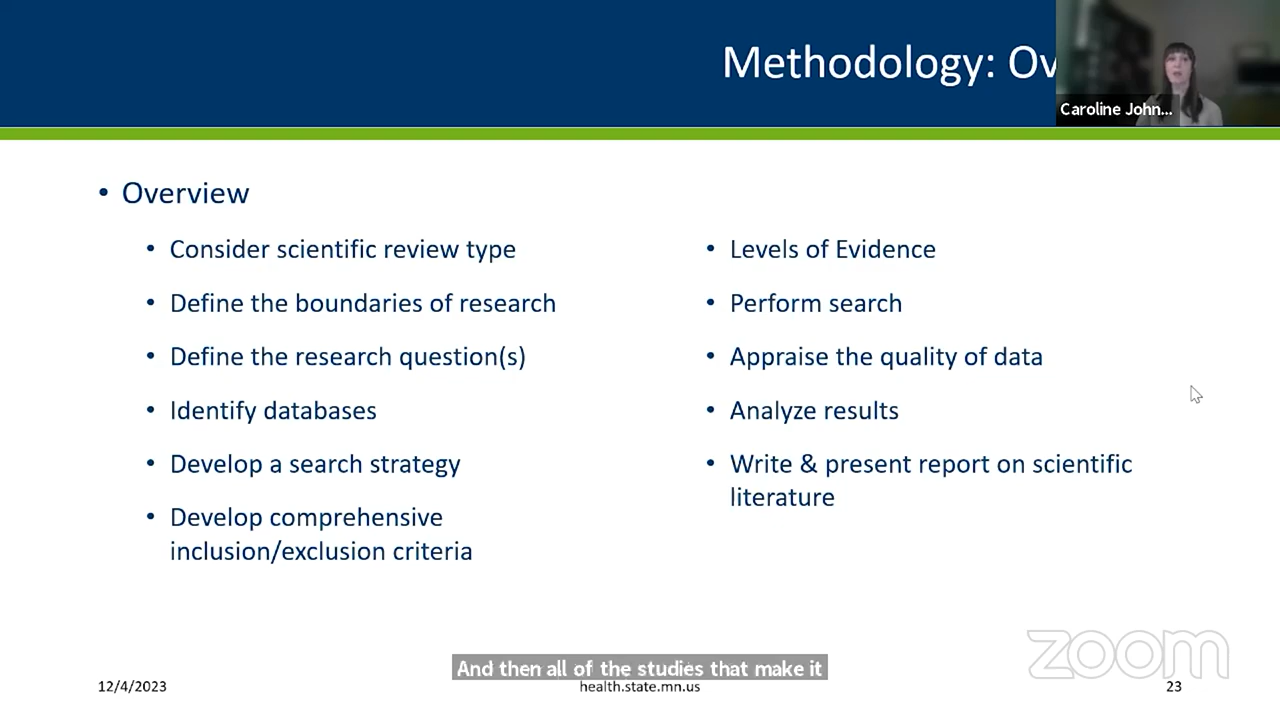 Methodology: Ov
Caroline John...
• Overview
• Consider scientific review type
• Define the boundaries of research
• Define the research question(s)
• Identify databases
• Develop a search strategy
• Develop comprehensive
inclusion/exclusion criteria
• Levels of Evidence
• Perform search
• Appraise the quality of data
• Analyze results
• Write & present report on scientific
literature
And then all of the studies that make it
12/4/2023
health.state.mn.us
23
zoom